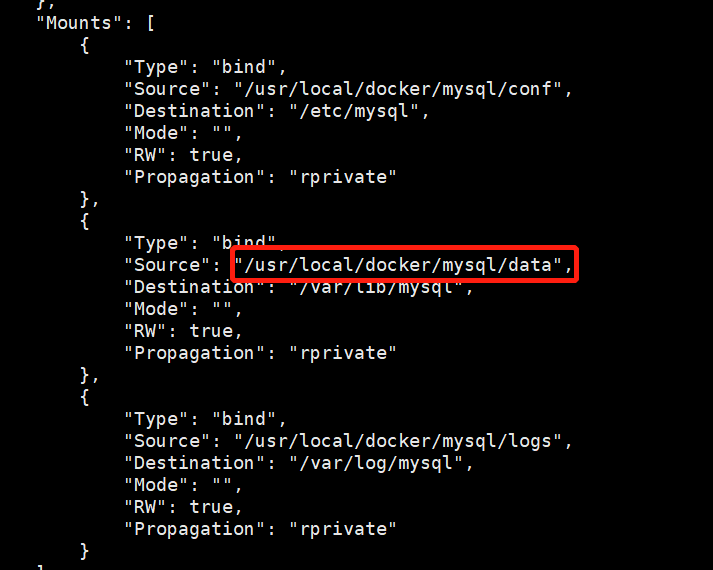 },
"Mounts": [
{
"Type": "bind",
"Source": "/usr/local/docker/mysql/conf",
"Destination": "/etc/mysql",
"Mode": "",
"RW": true,
"Propagation": "rprivate"
},
{
"Type": "bind",
"Source": "/usr/local/docker/mysql/data",
"Destination": "/var/lib/mysql",
"Mode": "",
"RW": true,
"Propagation": "rprivate"
},
{
"Type": "bind",
"Source": "/usr/local/docker/mysql/logs",
"Destination": "/var/log/mysql",
"Mode": "",
"RW": true,
"Propagation": "rprivate"
}